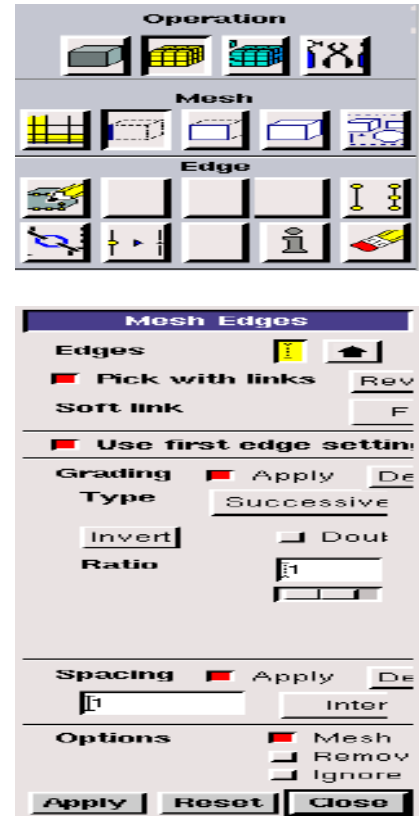 Operation
Mesh
Edge
Mesh Edges
Edges
Pick with links Rev
Soft link F
Use first edge settin
Grading Apply De
Type Successive
Invert Doub
Ratio 1
Spacing Apply De
1 Inter
Options Mesh
Remov
Ignore
Apply Reset Close